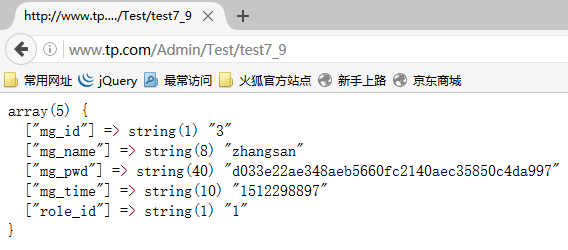 http://www.tp..../Test/test7_9
www.tp.com/Admin/Test/test7_9
常用网址 jQuery 最常访问 火狐官方站点 新手上路 京东商城
array(5) {
["mg_id"] => string(1) "3"
["mg_name"] => string(8) "zhangsan"
["mg_pwd"] => string(40) "d033e22ae348aeb5660fc2140aec35850c4da997"
["mg_time"] => string(10) "1512298897"
["role_id"] => string(1) "1"
}